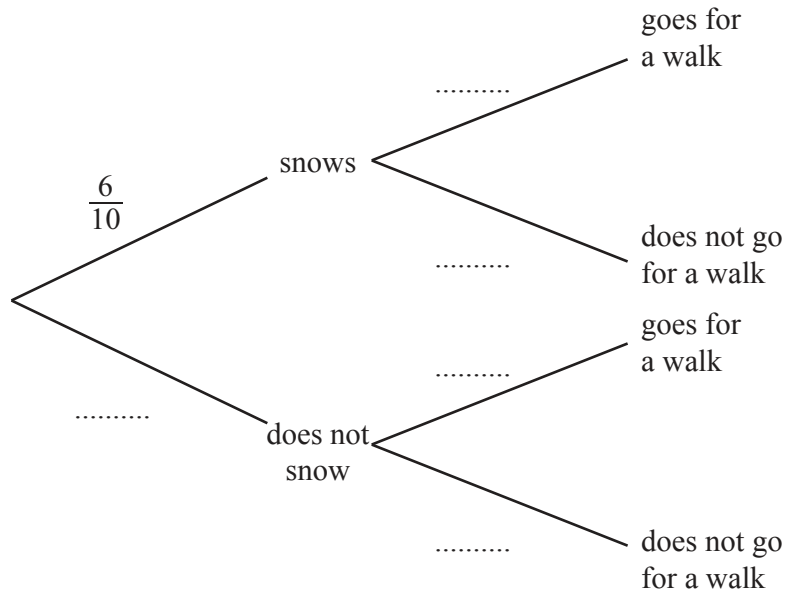 goes for
a walk
..........
snows
6
10
..........
does not go
for a walk
goes for
a walk
..........
..........
does not
snow
..........
does not go
for a walk